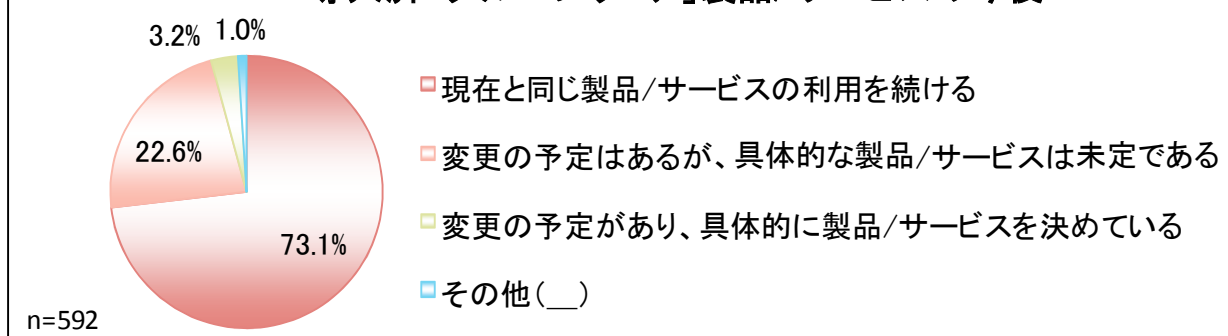 3.2% 1.0%
現在と同じ製品/サービスの利用を続ける
変更の予定はあるが、具体的な製品/サービスは未定である
22.6%
変更の予定があり、具体的に製品/サービスを決めている
73.1%
その他(__)
n=592